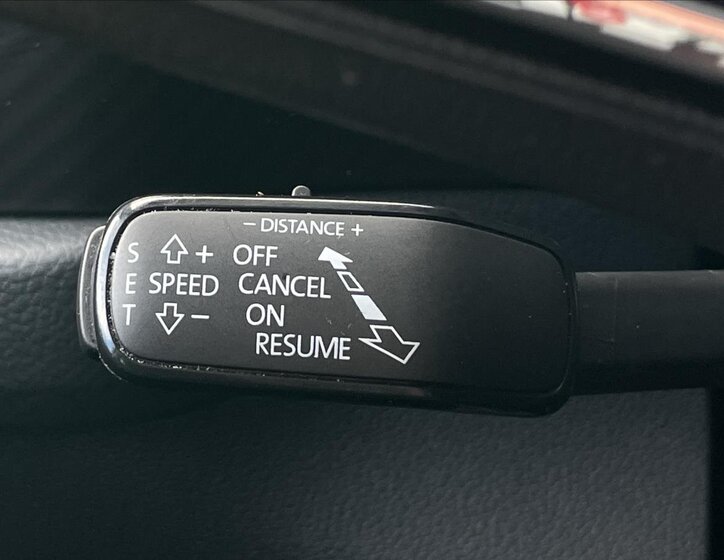 − DISTANCE +
S + OFF
E SPEED CANCEL
T − ON
RESUME